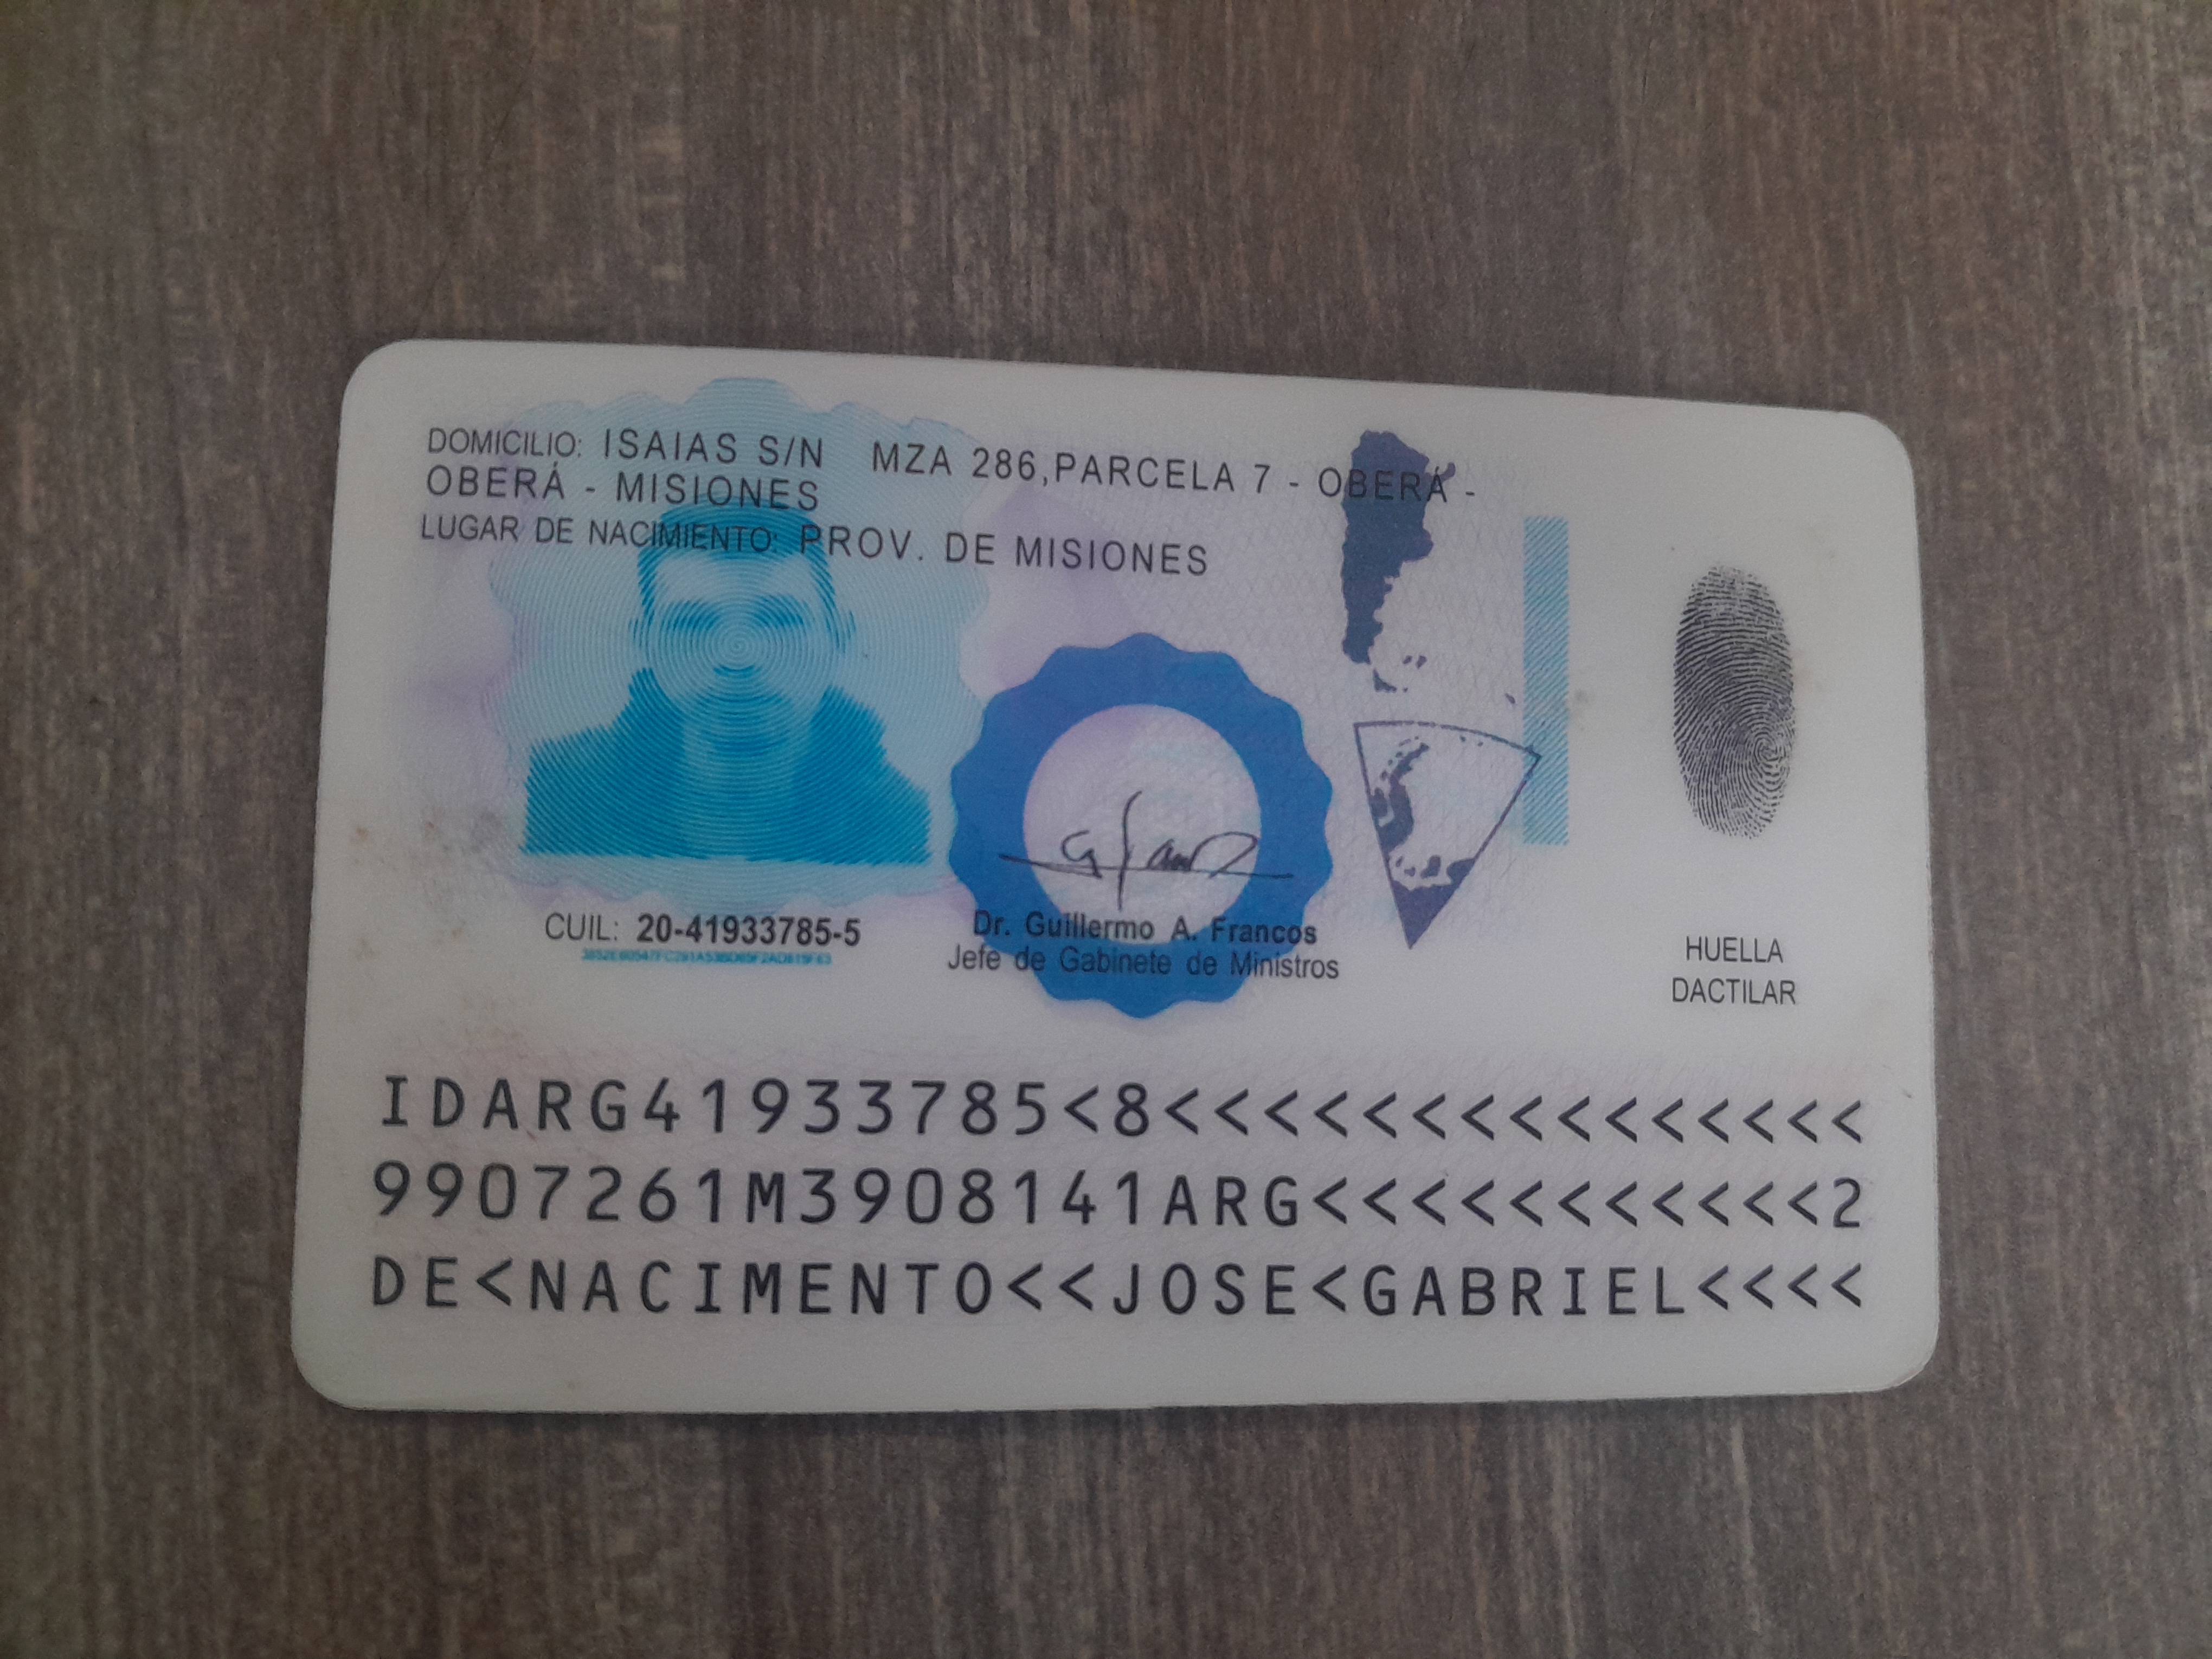 DOMICILIO: ISAIAS S/N MZA 286,PARCELA 7 - OBERÁ -
OBERÁ - MISIONES
LUGAR DE NACIMIENTO: PROV. DE MISIONES
CUIL: 20-41933785-5
Dr. Guillermo A. Francos
Jefe de Gabinete de Ministros
HUELLA
DACTILAR
IDARG41933785<8<<<<<<<<<<<<<<<
9907261M3908141ARG<<<<<<<<<<<2
DE<NACIMENTO<<JOSE<GABRIEL<<<<